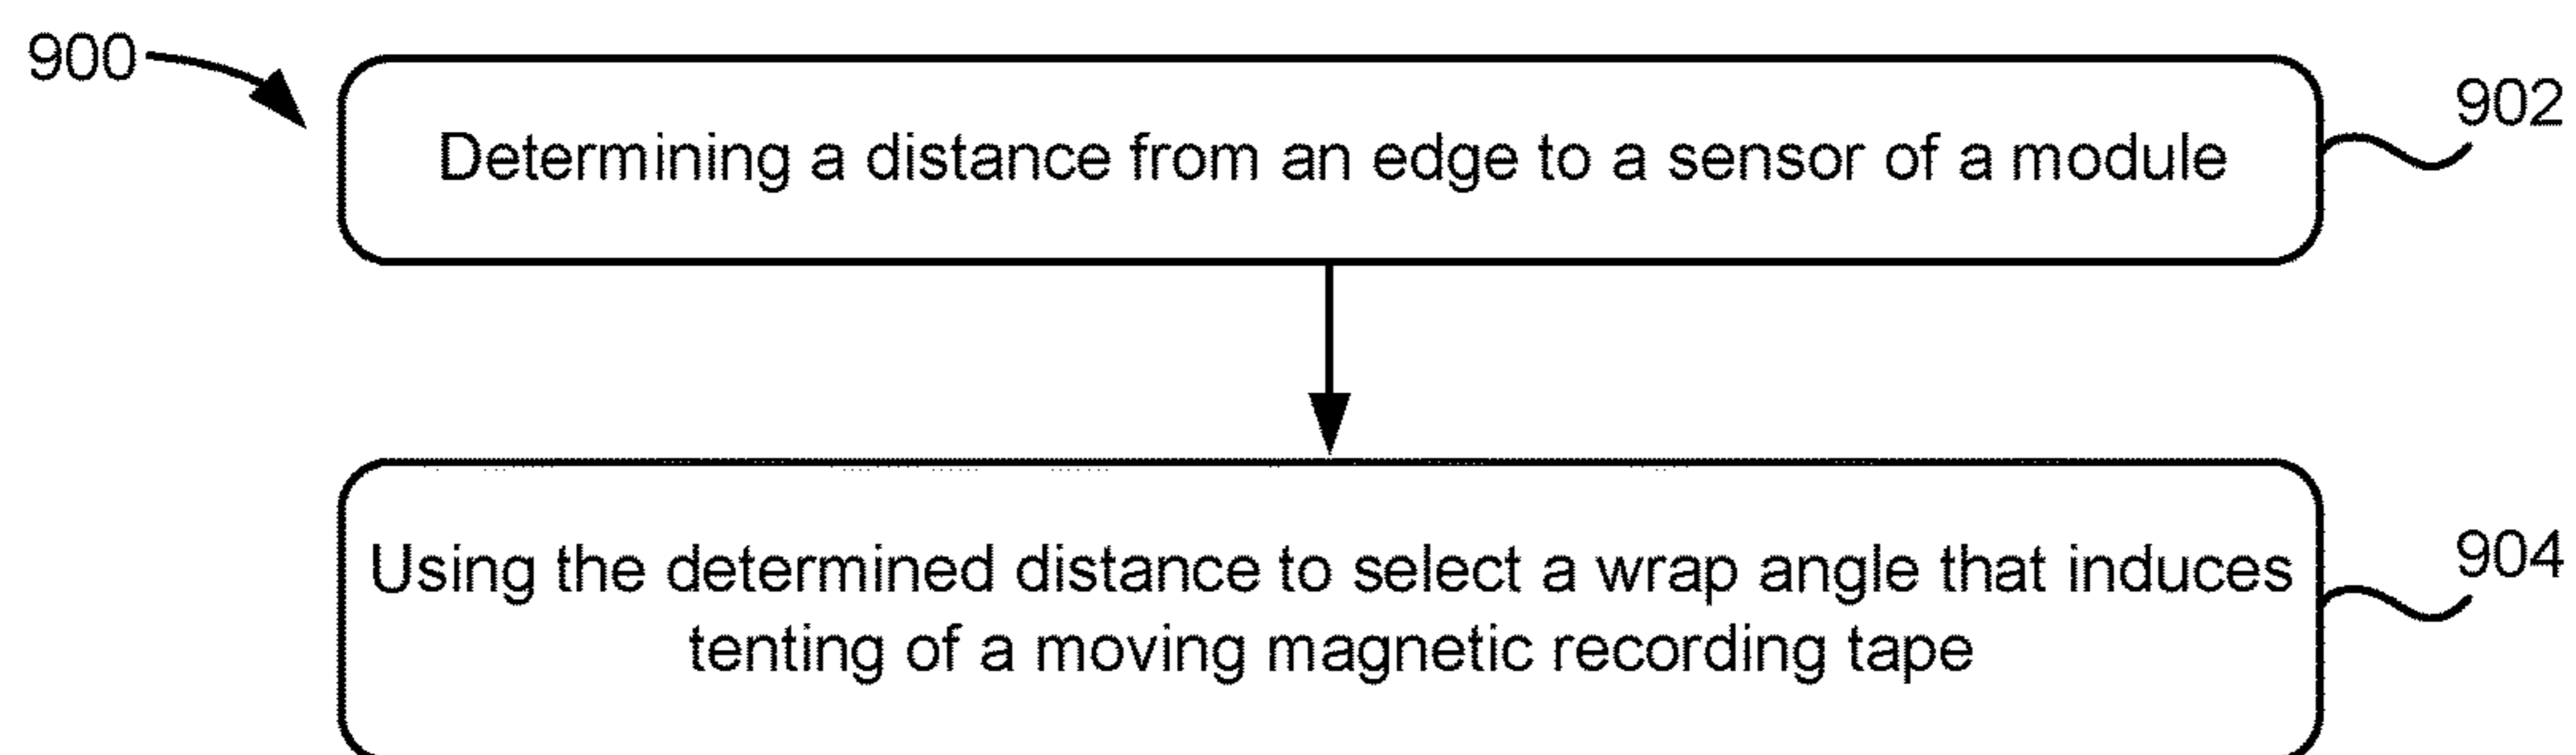 900
902
Determining a distance from an edge to a sensor of a module
904
Using the determined distance to select a wrap angle that induces
tenting of a moving magnetic recording tape